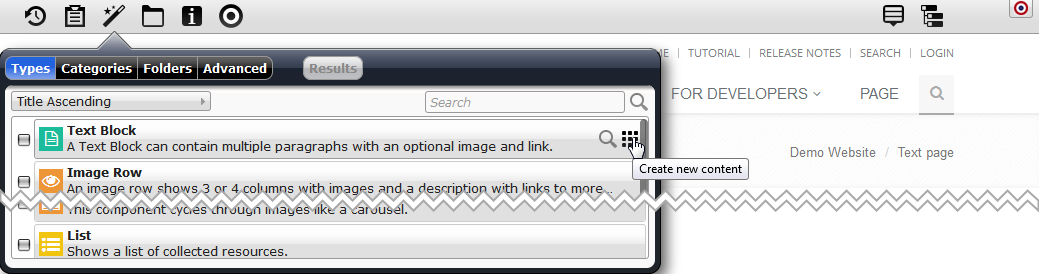 Types Categories Folders Advanced Results
TUTORIAL RELEASE NOTES SEARCH LOGIN
Title Ascending Search
FOR DEVELOPERS PAGE
Text Block
A Text Block can contain multiple paragraphs with an optional image and link.
Demo Website / Text page
Create new content
Image Row
An image row shows 3 or 4 columns with images and a description with links to more...
This component cycles through images like a carousel.
List
Shows a list of collected resources.